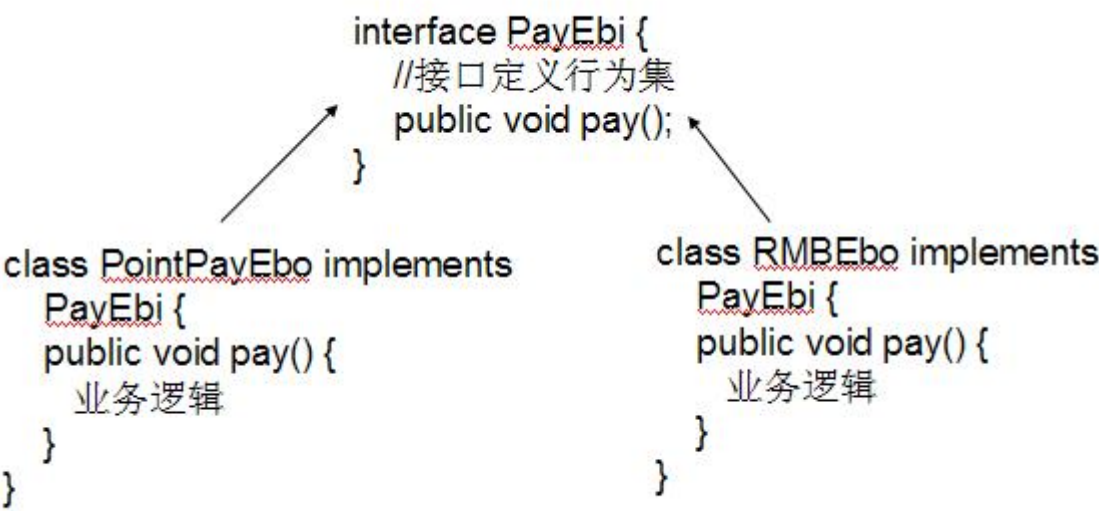 interface PayEbi {
//接口定义行为集
public void pay();
}
class PointPayEbo implements
PayEbi {
public void pay() {
业务逻辑
}
}
class RMBEbo implements
PayEbi {
public void pay() {
业务逻辑
}
}